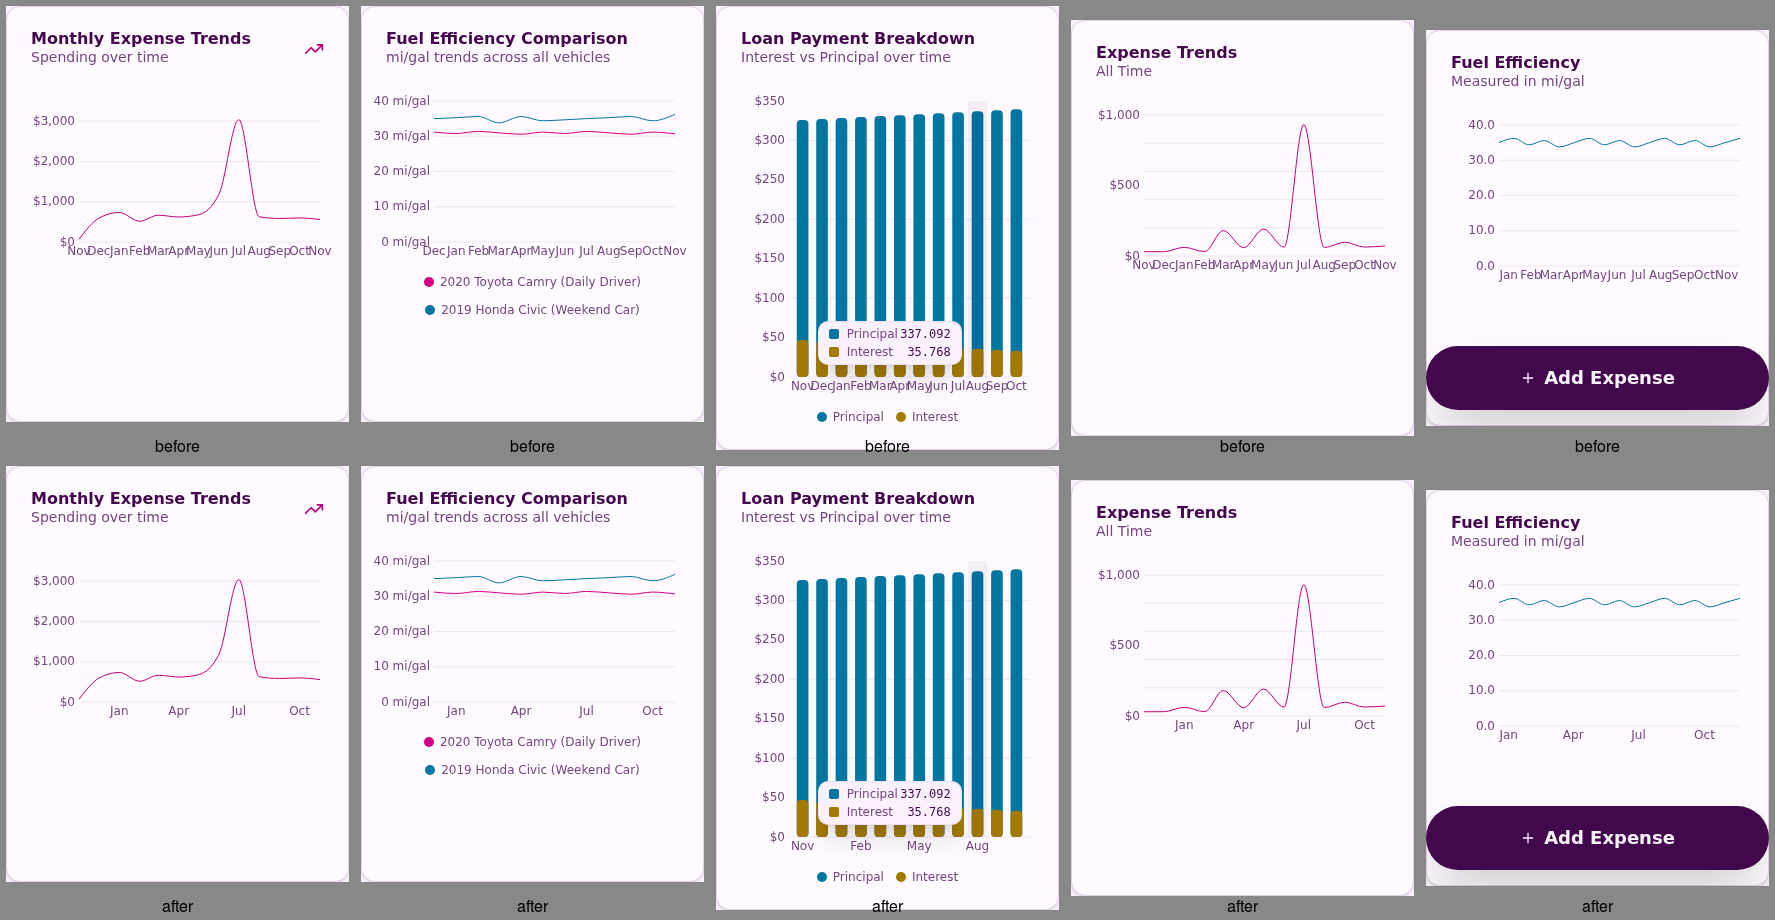 Monthly Expense Trends
Spending over time
$3,000
$2,000
$1,000
$0
Nov Dec Jan Feb Mar Apr May Jun Jul Aug Sep Oct Nov
before
Fuel Efficiency Comparison
mi/gal trends across all vehicles
40 mi/gal
30 mi/gal
20 mi/gal
10 mi/gal
0 mi/gal
Dec Jan Feb Mar Apr May Jun Jul Aug Sep Oct Nov
2020 Toyota Camry (Daily Driver)
2019 Honda Civic (Weekend Car)
before
Loan Payment Breakdown
Interest vs Principal over time
$350
$300
$250
$200
$150
$100
$50
$0
Principal 337.092
Interest 35.768
Nov Dec Jan Feb Mar Apr May Jun Jul Aug Sep Oct
Principal Interest
before
Expense Trends
All Time
$1,000
$500
$0
Nov Dec Jan Feb Mar Apr May Jun Jul Aug Sep Oct Nov
before
Fuel Efficiency
Measured in mi/gal
40.0
30.0
20.0
10.0
0.0
Jan Feb Mar Apr May Jun Jul Aug Sep Oct Nov
+ Add Expense
before
Monthly Expense Trends
Spending over time
$3,000
$2,000
$1,000
$0
Jan Apr Jul Oct
after
Fuel Efficiency Comparison
mi/gal trends across all vehicles
40 mi/gal
30 mi/gal
20 mi/gal
10 mi/gal
0 mi/gal
Jan Apr Jul Oct
2020 Toyota Camry (Daily Driver)
2019 Honda Civic (Weekend Car)
after
Loan Payment Breakdown
Interest vs Principal over time
$350
$300
$250
$200
$150
$100
$50
$0
Principal 337.092
Interest 35.768
Nov Feb May Aug
Principal Interest
after
Expense Trends
All Time
$1,000
$500
$0
Jan Apr Jul Oct
after
Fuel Efficiency
Measured in mi/gal
40.0
30.0
20.0
10.0
0.0
Jan Apr Jul Oct
+ Add Expense
after